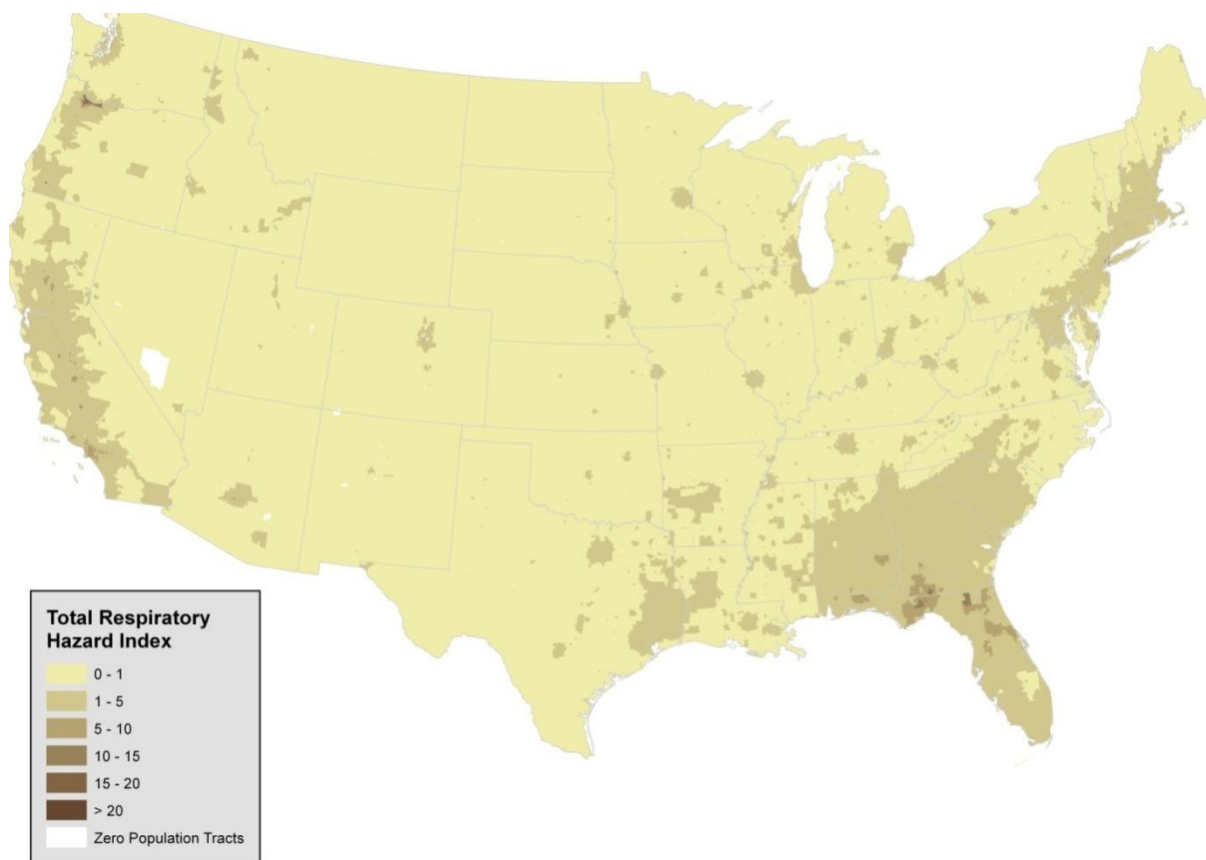 Total Respiratory
Hazard Index
0 - 1
1 - 5
5 - 10
10 - 15
15 - 20
> 20
Zero Population Tracts